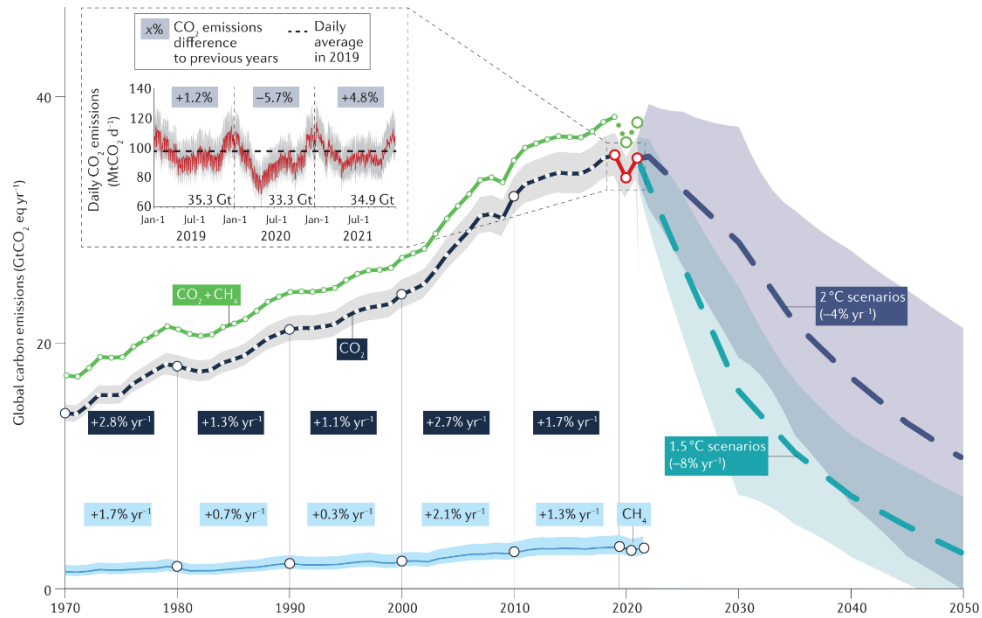 x%
CO₂ emissions
difference
to previous years
Daily
average
in 2019
Daily CO₂ emissions
(MtCO₂ d⁻¹)
140
120
100
80
60
+1.2%
–5.7%
+4.8%
35.3 Gt
33.3 Gt
34.9 Gt
Jan-1
Jul-1
Jan-1
Jul-1
Jan-1
Jul-1
2019
2020
2021
Global carbon emissions (GtCO₂ eq yr⁻¹)
40
20
0
CO₂ + CH₄
CO₂
2 °C scenarios
(–4% yr⁻¹)
1.5 °C scenarios
(–8% yr⁻¹)
+2.8% yr⁻¹
+1.3% yr⁻¹
+1.1% yr⁻¹
+2.7% yr⁻¹
+1.7% yr⁻¹
+1.7% yr⁻¹
+0.7% yr⁻¹
+0.3% yr⁻¹
+2.1% yr⁻¹
+1.3% yr⁻¹
CH₄
1970
1980
1990
2000
2010
2020
2030
2040
2050